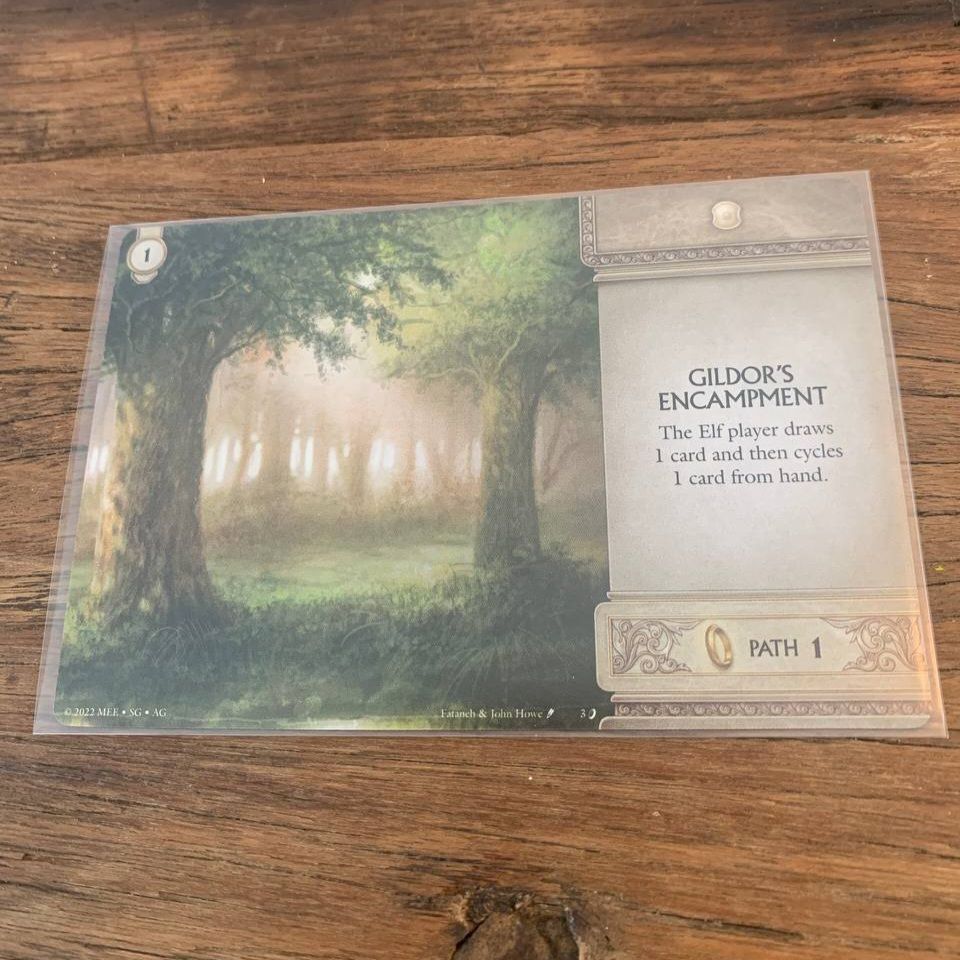 1
GILDOR'S
ENCAMPMENT
The Elf player draws
1 card and then cycles
1 card from hand.
PATH 1
© 2022 MEE • SG • AG
Fataneh & John Howe
3